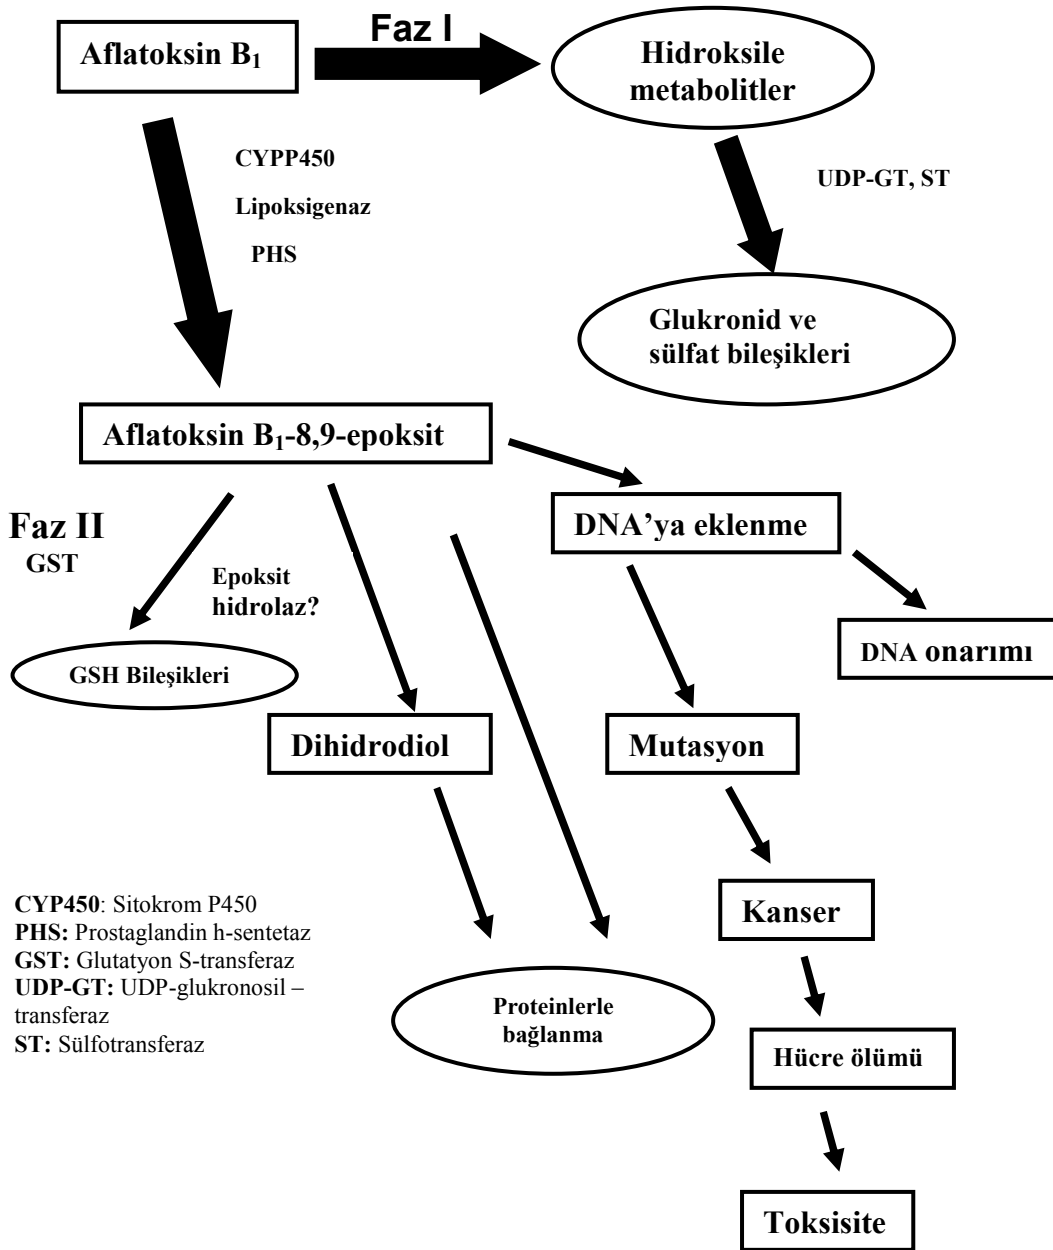 Faz I
Aflatoksin B₁
Hidroksile
metabolitler
CYPP450
Lipoksigenaz
PHS
UDP-GT, ST
Glukronid ve
sülfat bileşikleri
Aflatoksin B₁-8,9-epoksit
Faz II
GST
DNA’ya eklenme
Epoksit
hidrolaz?
GSH Bileşikleri
DNA onarımı
Dihidrodiol
Mutasyon
CYP450: Sitokrom P450
PHS: Prostaglandin h-sentetaz
GST: Glutatyon S-transferaz
UDP-GT: UDP-glukronosil –
transferaz
ST: Sülfotransferaz
Kanser
Proteinlerle
bağlanma
Hücre ölümü
Toksisite